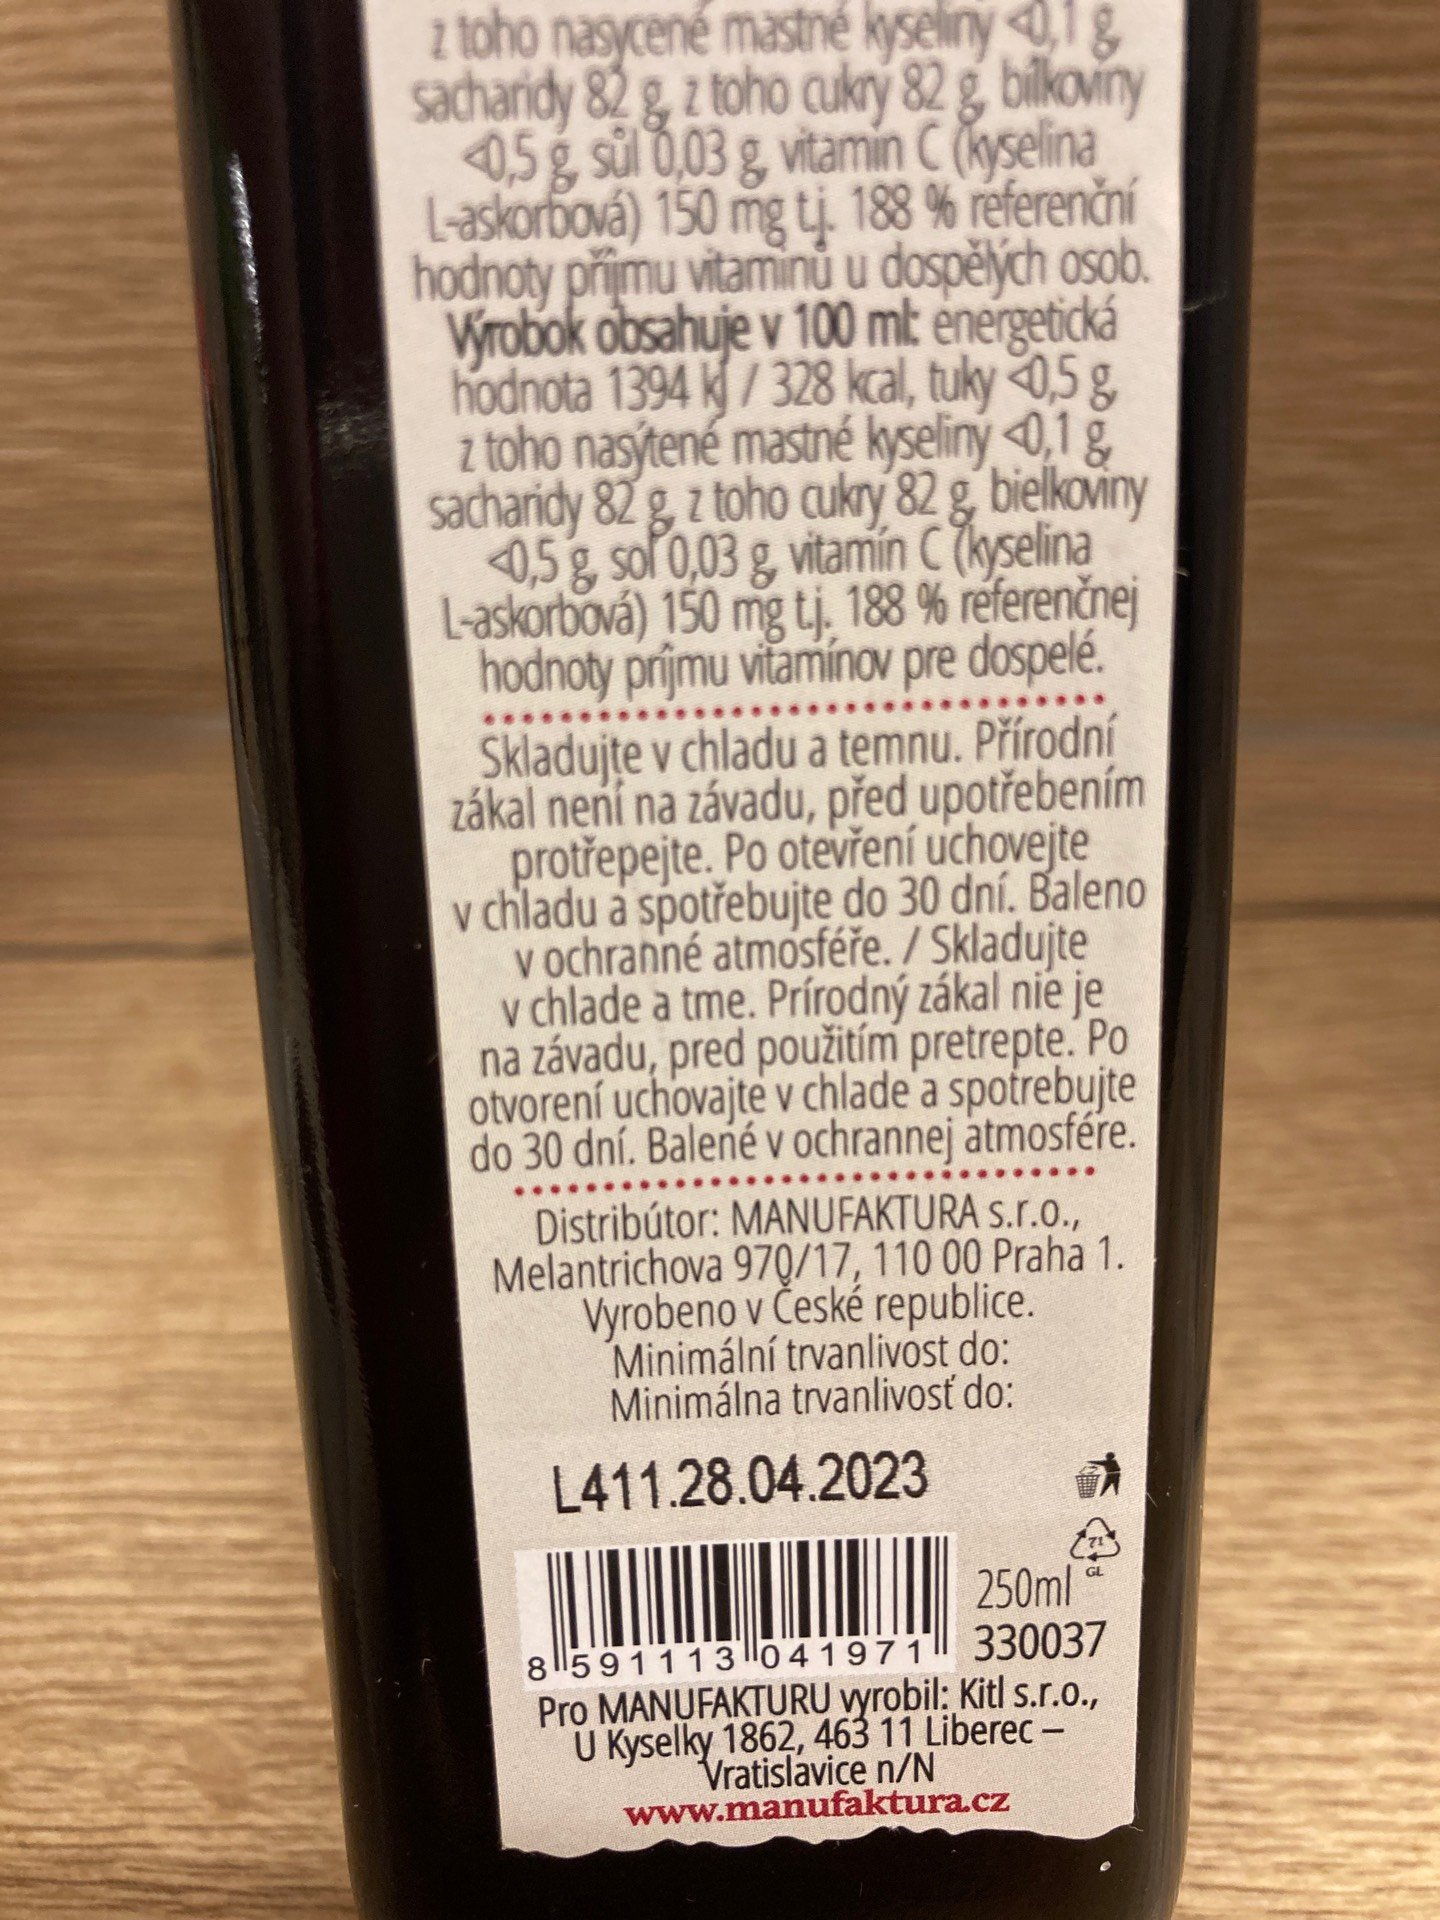 z toho nasycené mastné kyseliny <0,1 g,
sacharidy 82 g, z toho cukry 82 g, bílkoviny
<0,5 g, sůl 0,03 g, vitamín C (kyselina
L-askorbová) 150 mg t.j. 188 % referenční
hodnoty příjmu vitamínů u dospělých osob.
Výrobok obsahuje v 100 ml: energetická
hodnota 1394 kJ / 328 kcal, tuky <0,5 g,
z toho nasýtené mastné kyseliny <0,1 g,
sacharidy 82 g, z toho cukry 82 g, bielkoviny
<0,5 g, soľ 0,03 g, vitamín C (kyselina
L-askorbová) 150 mg t.j. 188 % referenčnej
hodnoty príjmu vitamínov pre dospelé.
Skladujte v chladu a temnu. Přírodní
zákal není na závadu, před upotřebením
protřepejte. Po otevření uchovejte
v chladu a spotřebujte do 30 dní. Baleno
v ochranné atmosféře. / Skladujte
v chlade a tme. Prírodný zákal nie je
na závadu, pred použitím pretrepte. Po
otvorení uchovajte v chlade a spotrebujte
do 30 dní. Balené v ochrannej atmosfére.
Distribútor: MANUFAKTURA s.r.o.,
Melantrichova 970/17, 110 00 Praha 1.
Vyrobeno v České republice.
Minimální trvanlivost do:
Minimálna trvanlivosť do:
L411.28.04.2023
71
GL
250ml
330037
8 591113 041971
Pro MANUFAKTURU vyrobil: Kitl s.r.o.,
U Kyselky 1862, 463 11 Liberec –
Vratislavice n/N
www.manufaktura.cz